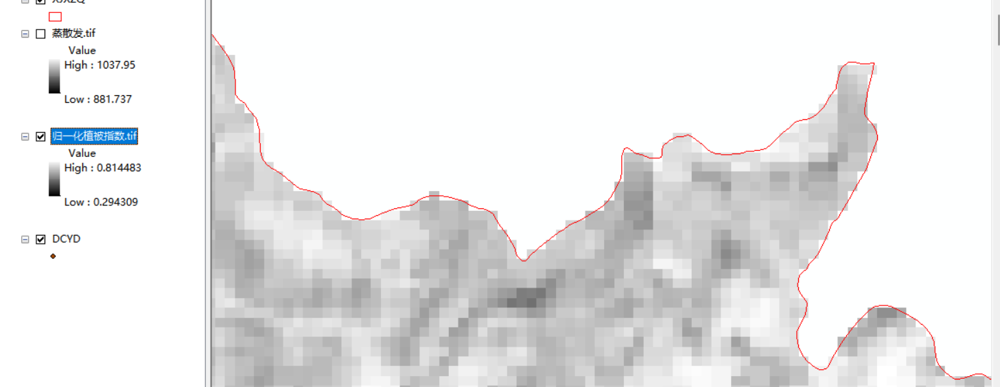 XJXZQ
蒸散发.tif
Value
High : 1037.95
Low : 881.737
归一化植被指数.tif
Value
High : 0.814483
Low : 0.294309
DCYD